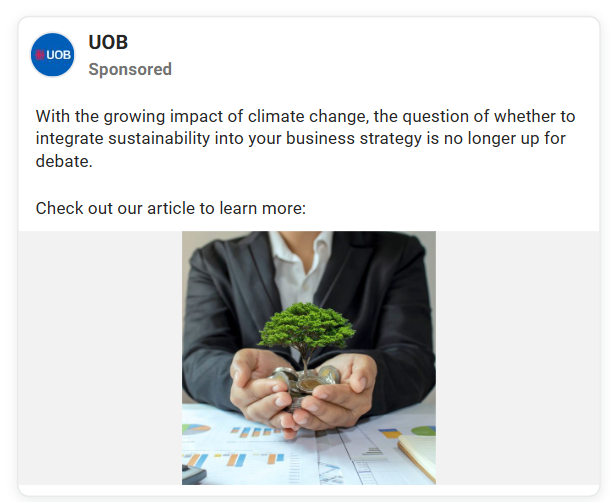 UOB
UOB
Sponsored
With the growing impact of climate change, the question of whether to
integrate sustainability into your business strategy is no longer up for
debate.
Check out our article to learn more: